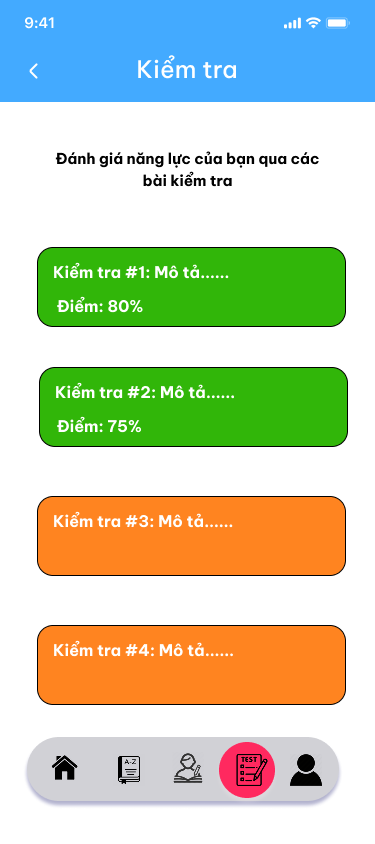 9:41
Kiểm tra
Đánh giá năng lực của bạn qua các
bài kiểm tra
Kiểm tra #1: Mô tả......
Điểm: 80%
Kiểm tra #2: Mô tả......
Điểm: 75%
Kiểm tra #3: Mô tả......
Kiểm tra #4: Mô tả......
A-Z
TEST